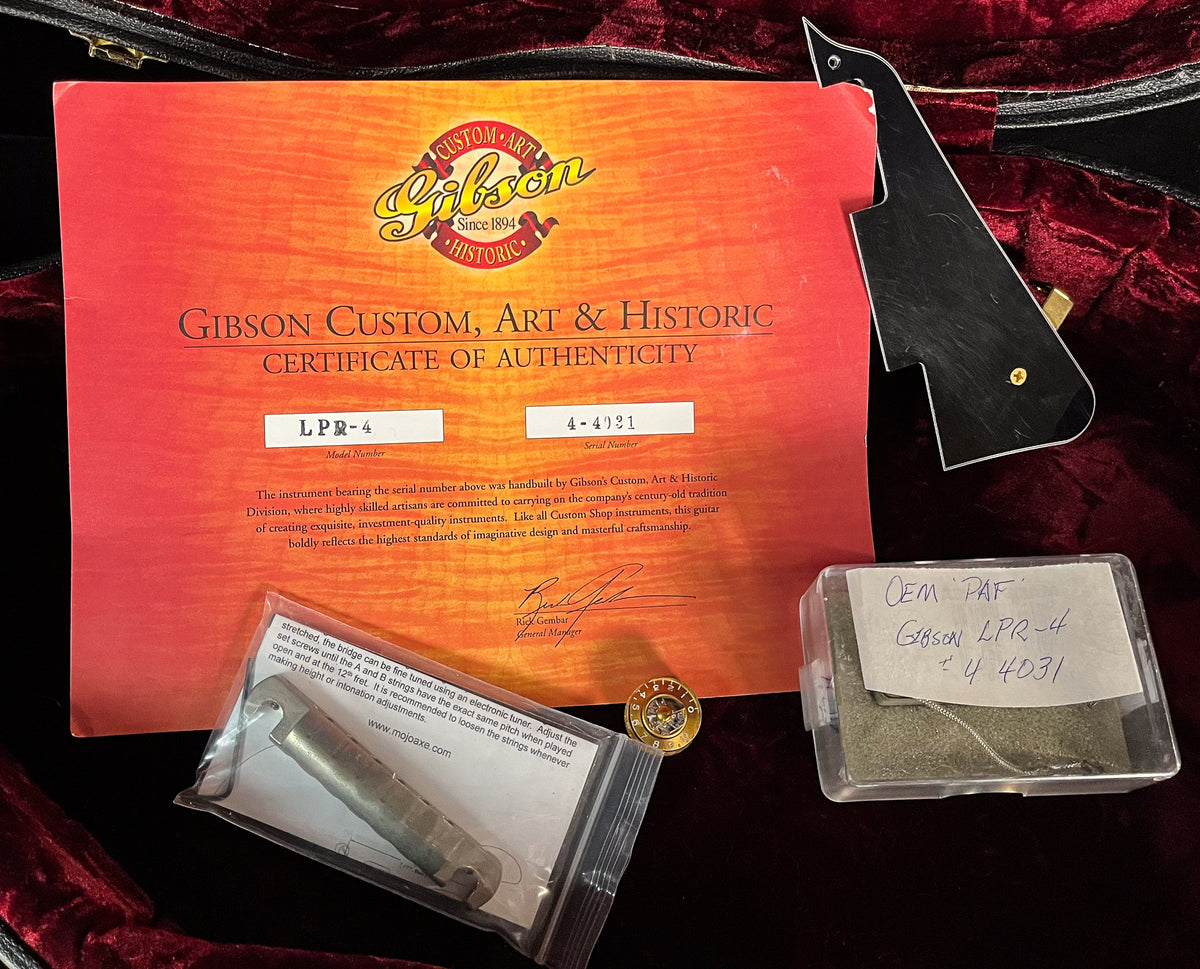 CUSTOM • ART
Gibson
Since 1894
• HISTORIC •
GIBSON CUSTOM, ART & HISTORIC
CERTIFICATE OF AUTHENTICITY
LPR-4
4-4031
Model Number
Serial Number
The instrument bearing the serial number above was handbuilt by Gibson's Custom, Art & Historic
Division, where highly skilled artisans are committed to carrying on the company's century-old tradition
of creating exquisite, investment-quality instruments. Like all Custom Shop instruments, this guitar
boldly reflects the highest standards of imaginative design and masterful craftsmanship.
Rick Gembar
General Manager
stretched, the bridge can be fine tuned using an electronic tuner. Adjust the
set screws until the A and B strings have the exact same pitch when played
open and at the 12th fret. It is recommended to loosen the strings whenever
making height or intonation adjustments.
www.mojoaxe.com
OEM 'PAF'
GIBSON LPR-4
# 4 4031